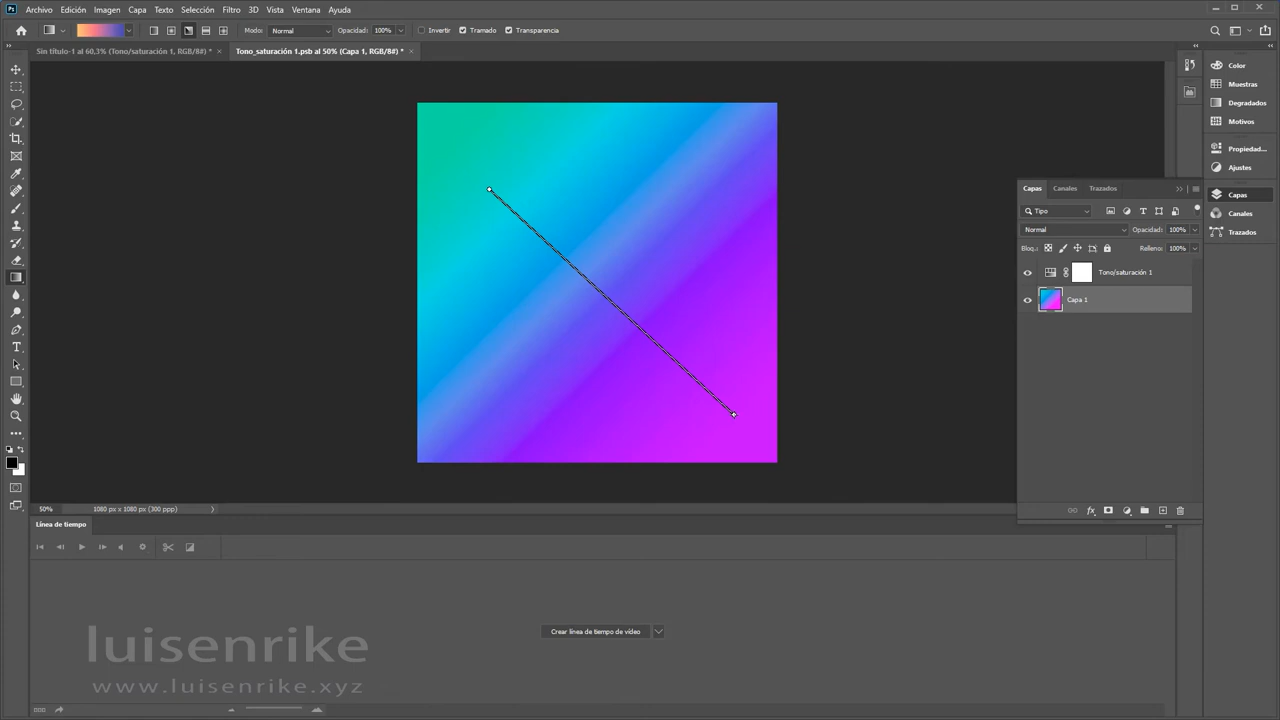 Ps Archivo Edición Imagen Capa Texto Selección Filtro 3D Vista Ventana Ayuda
Modo: Normal Opacidad: 100% Invertir Tramado Transparencia
Sin título-1 al 60,3% (Tono/saturación 1, RGB/8#) * × Tono_saturación 1.psb al 50% (Capa 1, RGB/8#) * ×
Color
Muestras
Degradados
Motivos
Propiedad...
Ajustes
Capas
Canales
Trazados
Capas Canales Trazados
Tipo
Normal Opacidad: 100%
Bloq.: Relleno: 100%
Tono/saturación 1
Capa 1
fx
50% 1080 px x 1080 px (300 ppp)
Línea de tiempo
Crear línea de tiempo de vídeo
luisenrike
www.luisenrike.xyz